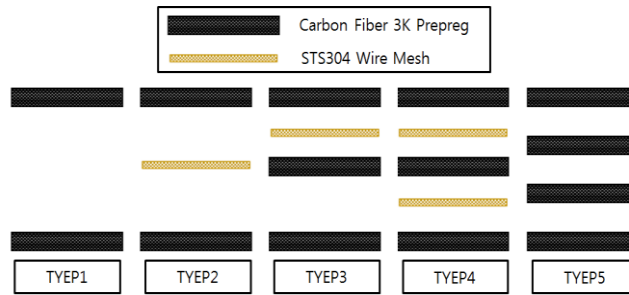 Carbon Fiber 3K Prepreg
STS304 Wire Mesh
TYEP1 TYEP2 TYEP3 TYEP4 TYEP5